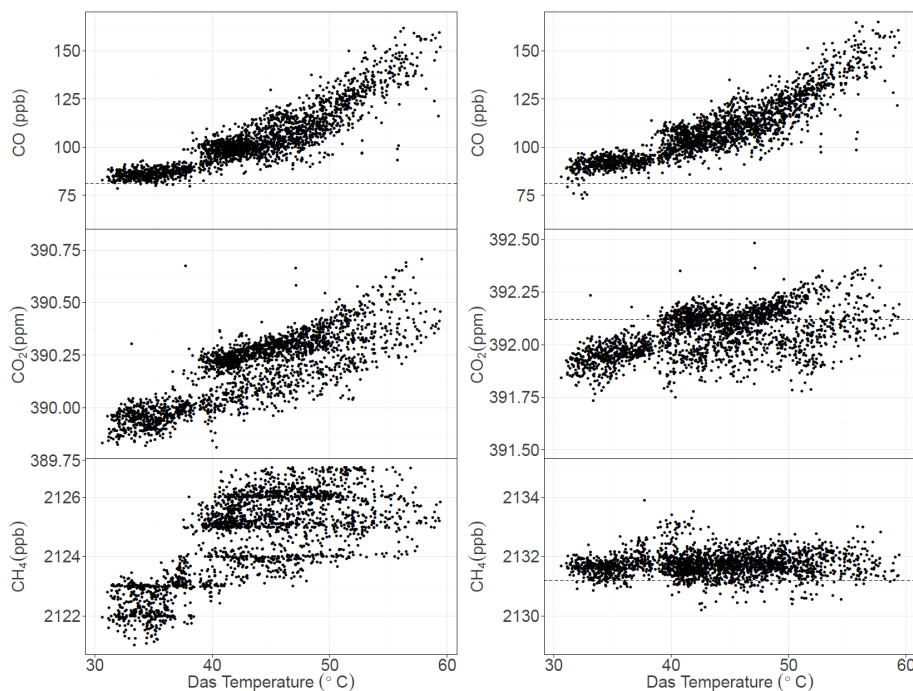 CO (ppb)
150
125
100
75
CO (ppb)
150
125
100
75
CO₂(ppm)
390.75
390.50
390.25
390.00
389.75
CO₂(ppm)
392.50
392.25
392.00
391.75
391.50
CH₄(ppb)
2126
2124
2122
CH₄(ppb)
2134
2132
2130
30 40 50 60
30 40 50 60
Das Temperature (° C)
Das Temperature (° C)